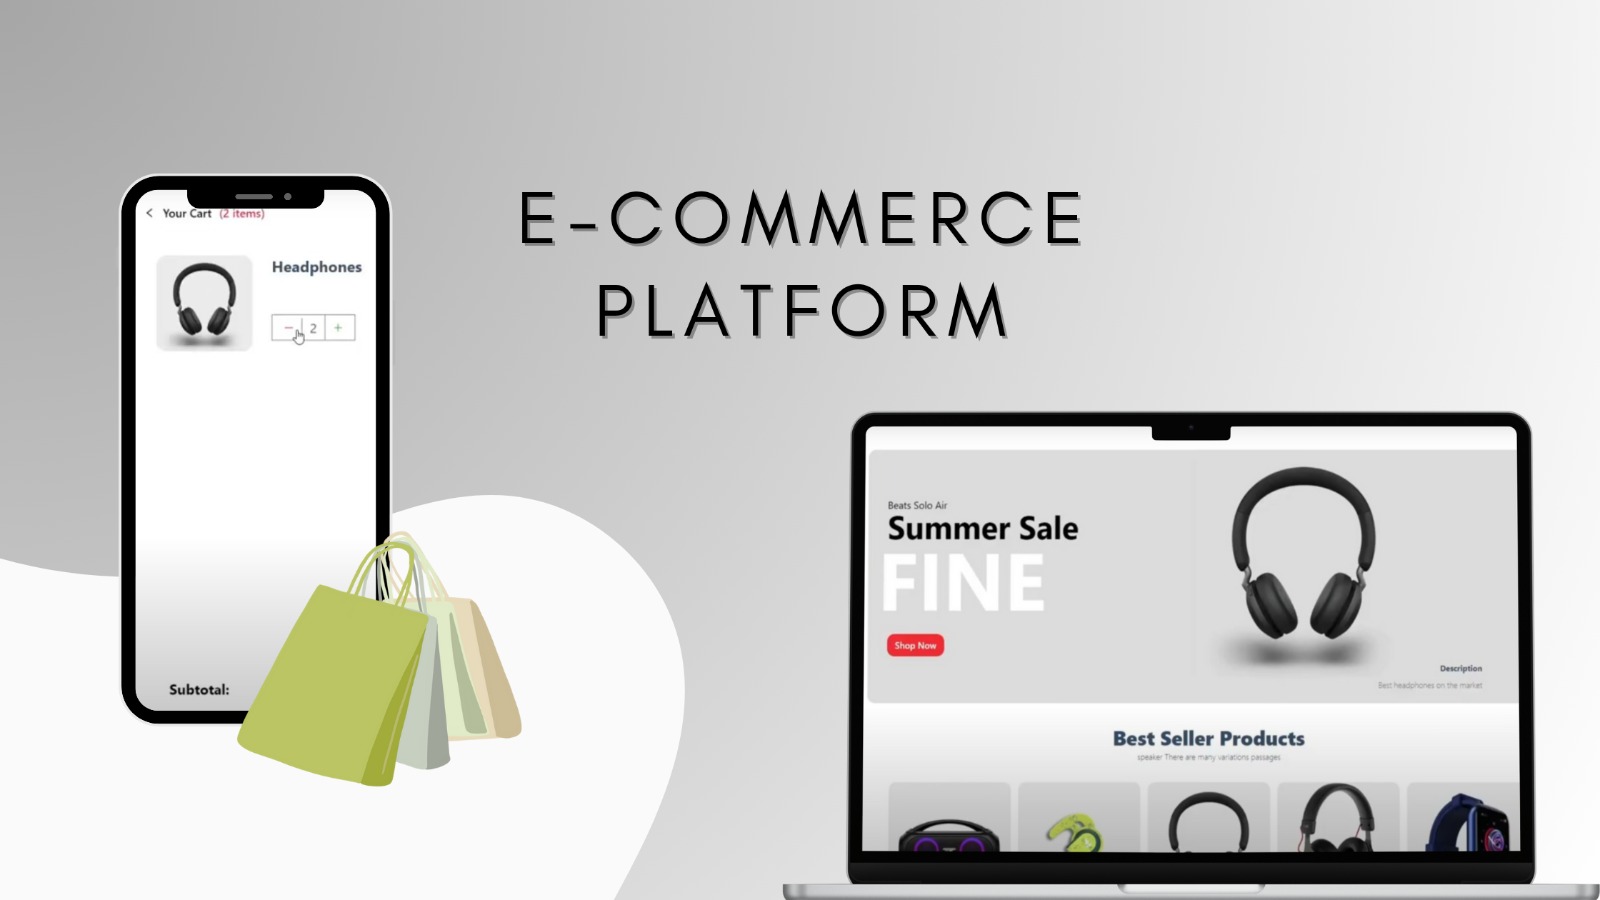 E-COMMERCE
PLATFORM
< Your Cart (2 items)
Headphones
− 2 +
Subtotal:
Beats Solo Air
Summer Sale
FINE
Shop Now
Description
Best headphones on the market
Best Seller Products
speaker There are many variations passages